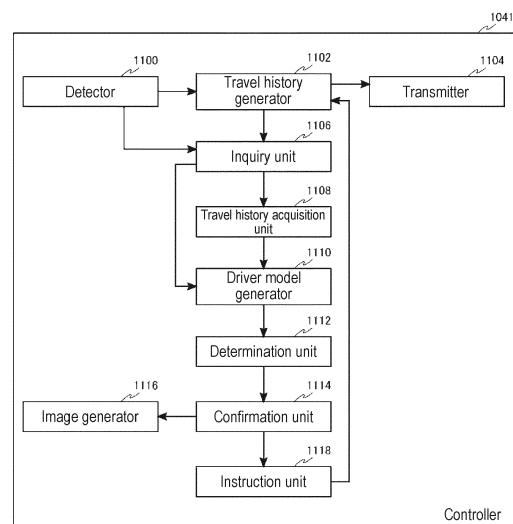 1041
1100
Detector
1102
Travel history
generator
1104
Transmitter
1106
Inquiry unit
1108
Travel history acquisition
unit
1110
Driver model
generator
1112
Determination unit
1116
Image generator
1114
Confirmation unit
1118
Instruction unit
Controller